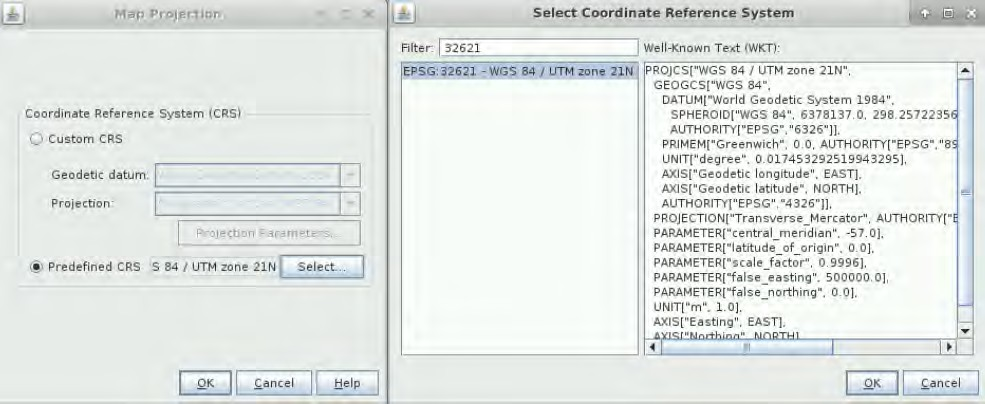 Map Projection
Coordinate Reference System (CRS)
Custom CRS
Geodetic datum:
Projection:
Projection Parameters...
Predefined CRS S 84 / UTM zone 21N Select...
OK Cancel Help
Select Coordinate Reference System
Filter: 32621
EPSG:32621 - WGS 84 / UTM zone 21N
Well-Known Text (WKT):
PROJCS["WGS 84 / UTM zone 21N",
GEOGCS["WGS 84",
DATUM["World Geodetic System 1984",
SPHEROID["WGS 84", 6378137.0, 298.25722356
AUTHORITY["EPSG","6326"]],
PRIMEM["Greenwich", 0.0, AUTHORITY["EPSG","89
UNIT["degree", 0.017453292519943295],
AXIS["Geodetic longitude", EAST],
AXIS["Geodetic latitude", NORTH],
AUTHORITY["EPSG","4326"]],
PROJECTION["Transverse_Mercator", AUTHORITY["E
PARAMETER["central_meridian", -57.0],
PARAMETER["latitude_of_origin", 0.0],
PARAMETER["scale_factor", 0.9996],
PARAMETER["false_easting", 500000.0],
PARAMETER["false_northing", 0.0],
UNIT["m", 1.0],
AXIS["Easting", EAST],
AXIS["Northing", NORTH]
OK Cancel